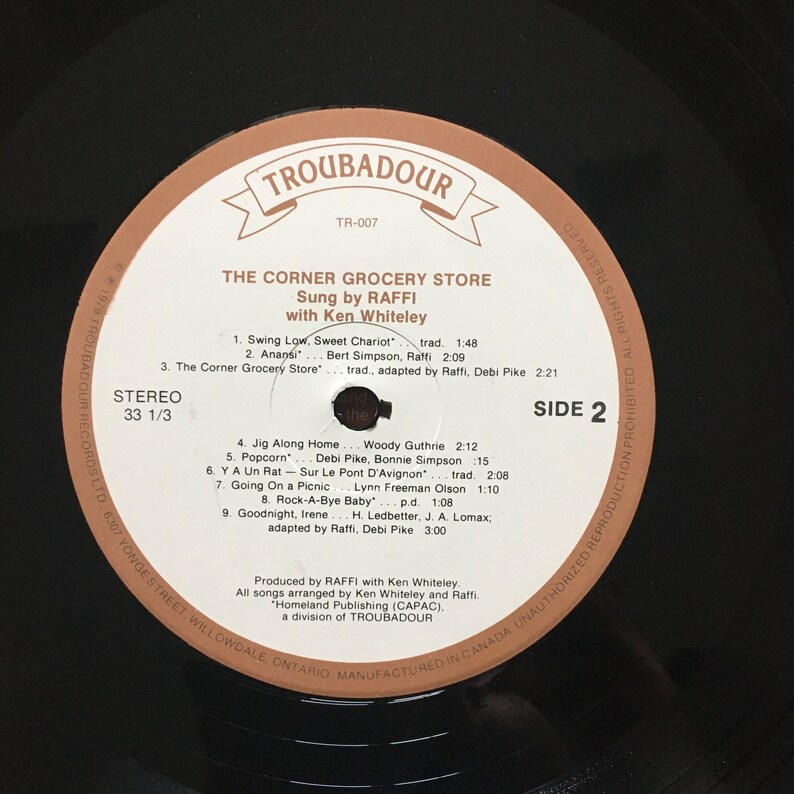 TROUBADOUR
TR-007
THE CORNER GROCERY STORE
Sung by RAFFI
with Ken Whiteley
1. Swing Low, Sweet Chariot* . . . trad. 1:48
2. Anansi* . . . Bert Simpson, Raffi 2:09
3. The Corner Grocery Store* . . . trad., adapted by Raffi, Debi Pike 2:21
STEREO
33 1/3
SIDE 2
and
the
4. Jig Along Home . . . Woody Guthrie 2:12
5. Popcorn* . . . Debi Pike, Bonnie Simpson :15
6. Y A Un Rat — Sur Le Pont D'Avignon* . . . trad. 2:08
7. Going On a Picnic . . . Lynn Freeman Olson 1:10
8. Rock-A-Bye Baby* . . . p.d. 1:08
9. Goodnight, Irene . . . H. Ledbetter, J. A. Lomax;
adapted by Raffi, Debi Pike 3:00
Produced by RAFFI with Ken Whiteley.
All songs arranged by Ken Whiteley and Raffi.
*Homeland Publishing (CAPAC),
a division of TROUBADOUR
℗ © 1979 TROUBADOUR RECORDS LTD., 6307 YONGE STREET, WILLOWDALE, ONTARIO. MANUFACTURED IN CANADA. UNAUTHORIZED REPRODUCTION PROHIBITED. ALL RIGHTS RESERVED